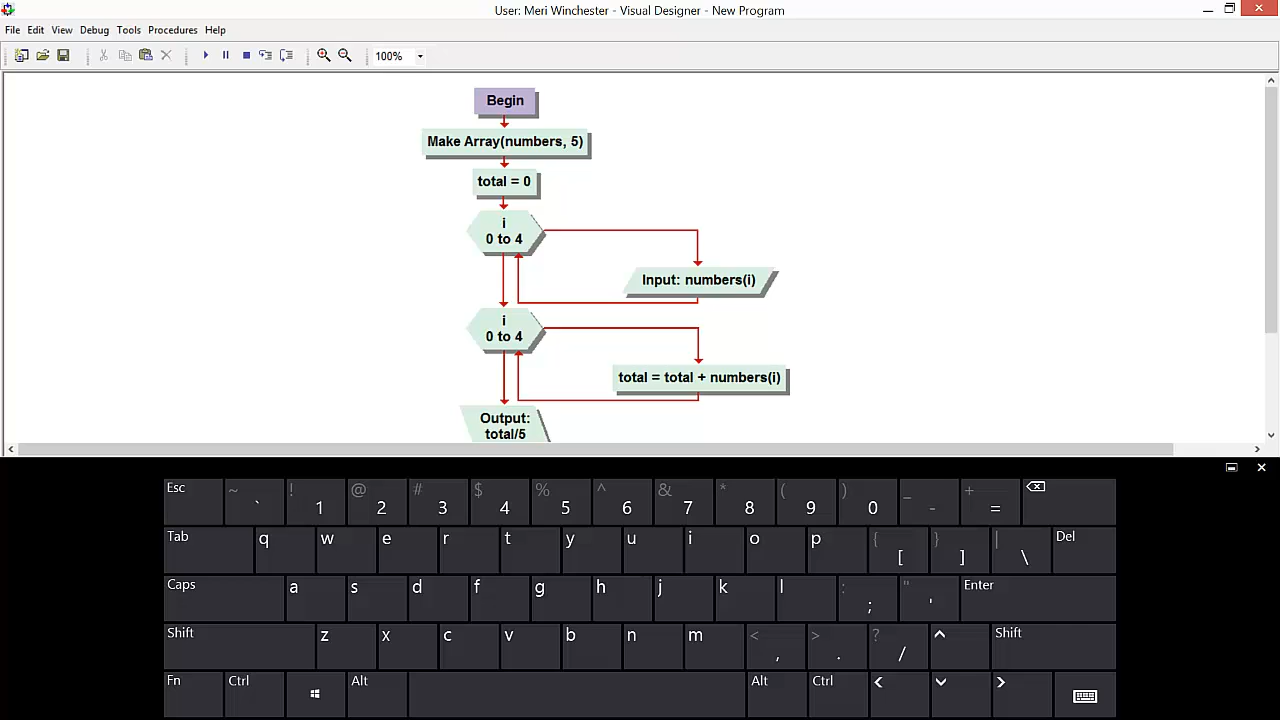 User: Meri Winchester - Visual Designer - New Program
File Edit View Debug Tools Procedures Help
100%
Begin
Make Array(numbers, 5)
total = 0
i
0 to 4
Input: numbers(i)
i
0 to 4
total = total + numbers(i)
Output:
total/5
Esc ~ ` ! 1 @ 2 # 3 $ 4 % 5 ^ 6 & 7 * 8 ( 9 ) 0 _ - + =
Tab q w e r t y u i o p { [ } ] | \ Del
Caps a s d f g h j k l : ; " ' Enter
Shift z x c v b n m < , > . ? / Shift
Fn Ctrl Alt Alt Ctrl